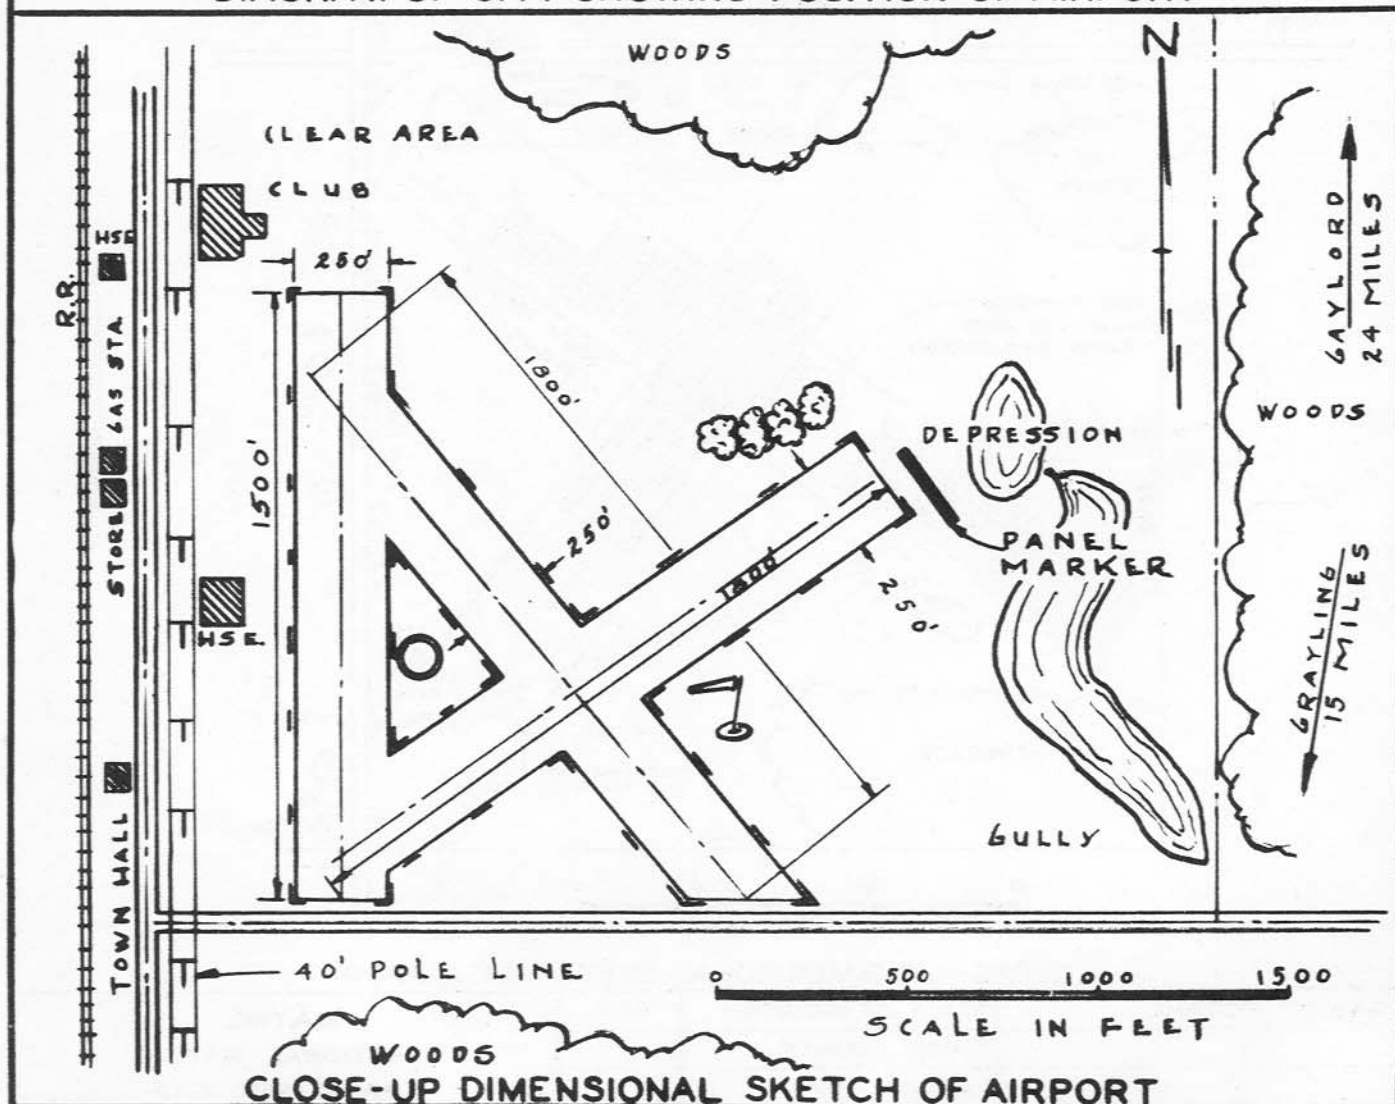 WOODS
N
CLEAR AREA
CLUB
HSE
250'
R.R.
GAS STA.
STORE
1500'
1800'
250'
GAYLORD
24 MILES
WOODS
DEPRESSION
PANEL
MARKER
1800'
250'
HSE.
GRAYLING
15 MILES
TOWN HALL
GULLY
40' POLE LINE
0 500 1000 1500
SCALE IN FEET
WOODS
CLOSE-UP DIMENSIONAL SKETCH OF AIRPORT